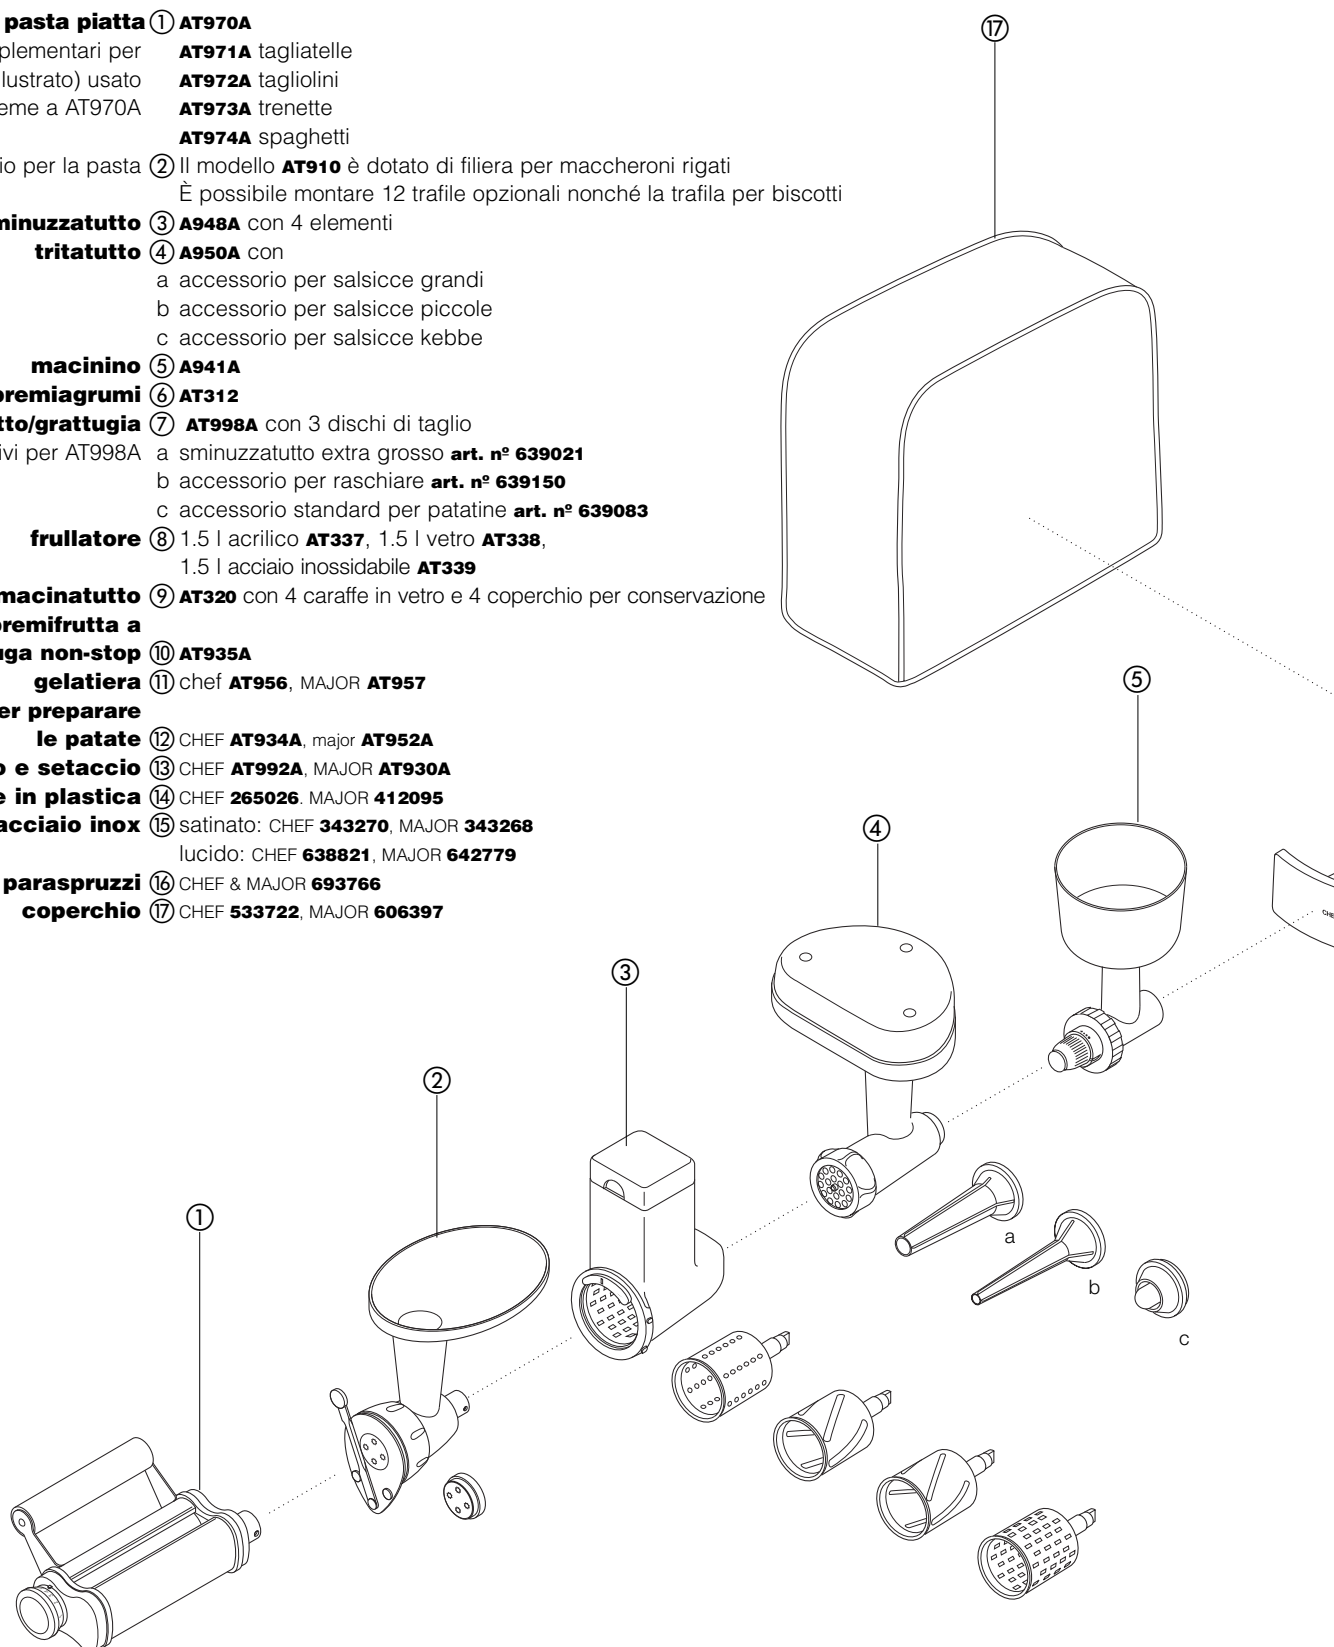 pasta piatta ① AT970A
plementari per AT971A tagliatelle
lustrato) usato AT972A tagliolini
eme a AT970A AT973A trenette
AT974A spaghetti
io per la pasta ② Il modello AT910 è dotato di filiera per maccheroni rigati
È possibile montare 12 trafile opzionali nonché la trafila per biscotti
minuzzatutto ③ A948A con 4 elementi
tritatutto ④ A950A con
a accessorio per salsicce grandi
b accessorio per salsicce piccole
c accessorio per salsicce kebbe
macinino ⑤ A941A
premiagrumi ⑥ AT312
tto/grattugia ⑦ AT998A con 3 dischi di taglio
ivi per AT998A a sminuzzatutto extra grosso art. nº 639021
b accessorio per raschiare art. nº 639150
c accessorio standard per patatine art. nº 639083
frullatore ⑧ 1.5 l acrilico AT337, 1.5 l vetro AT338,
1.5 l acciaio inossidabile AT339
macinatutto ⑨ AT320 con 4 caraffe in vetro e 4 coperchio per conservazione
premifrutta a
uga non-stop ⑩ AT935A
gelatiera ⑪ chef AT956, MAJOR AT957
er preparare
le patate ⑫ CHEF AT934A, major AT952A
o e setaccio ⑬ CHEF AT992A, MAJOR AT930A
e in plastica ⑭ CHEF 265026. MAJOR 412095
acciaio inox ⑮ satinato: CHEF 343270, MAJOR 343268
lucido: CHEF 638821, MAJOR 642779
paraspruzzi ⑯ CHEF & MAJOR 693766
coperchio ⑰ CHEF 533722, MAJOR 606397
⑰
⑤
④
CHE
③
②
①
a
b
c